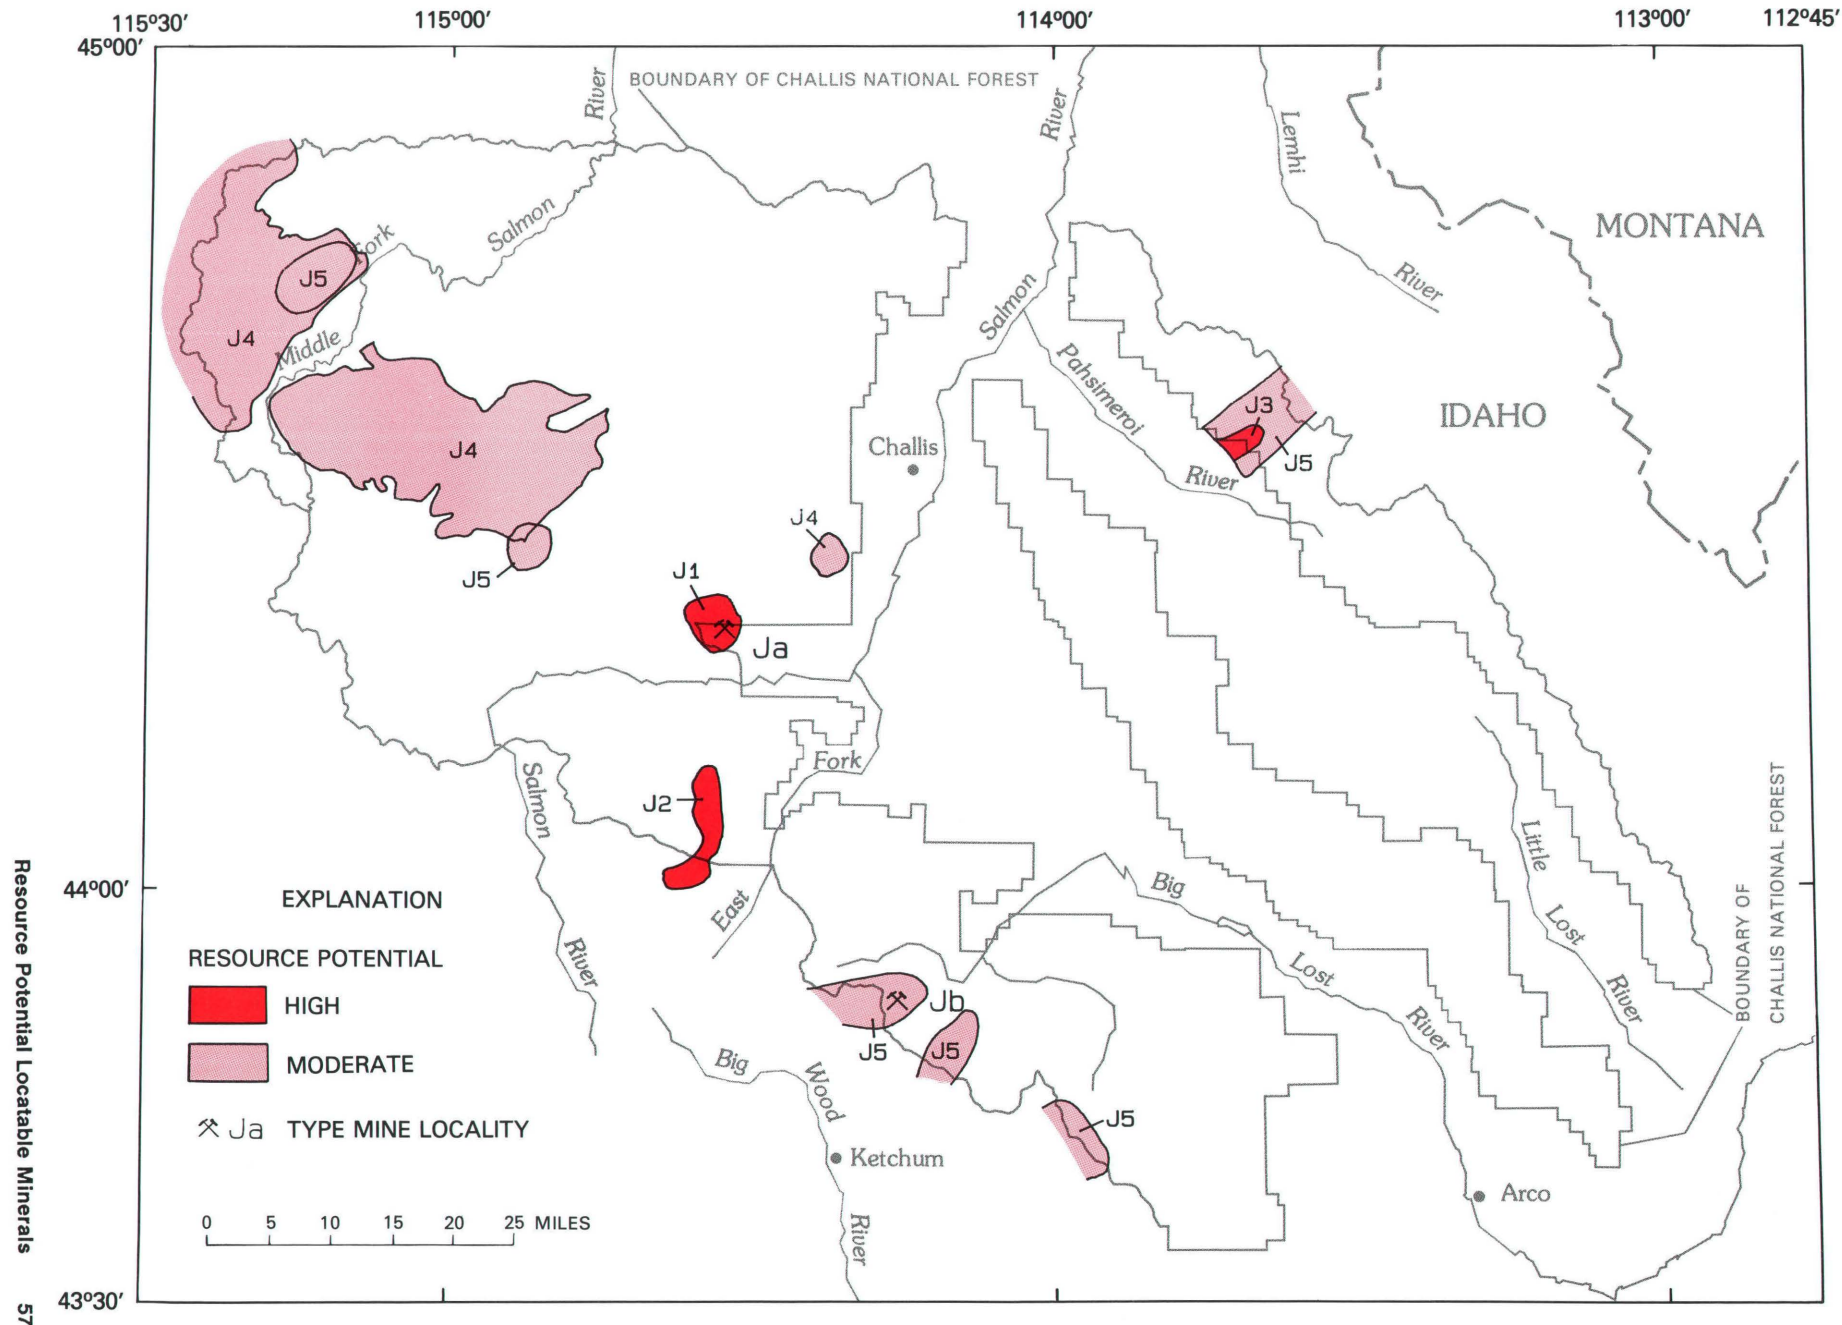 115°30′
115°00′
114°00′
113°00′
112°45′
45°00′
River
BOUNDARY OF CHALLIS NATIONAL FOREST
River
Lemhi
MONTANA
Salmon
Fork
J5
River
J4
Middle
Salmon
Pahsimeroi
J3
IDAHO
J4
Challis
J5
River
J4
J5
J1
Ja
Fork
Salmon
J2
Little
BOUNDARY OF
CHALLIS NATIONAL FOREST
44°00′
Big
East
Lost
River
Lost
River
Jb
River
J5
J5
Big
Wood
J5
Ketchum
Arco
River
EXPLANATION
RESOURCE POTENTIAL
HIGH
MODERATE
Ja TYPE MINE LOCALITY
0 5 10 15 20 25 MILES
43°30′
Resource Potential Locatable Minerals 57